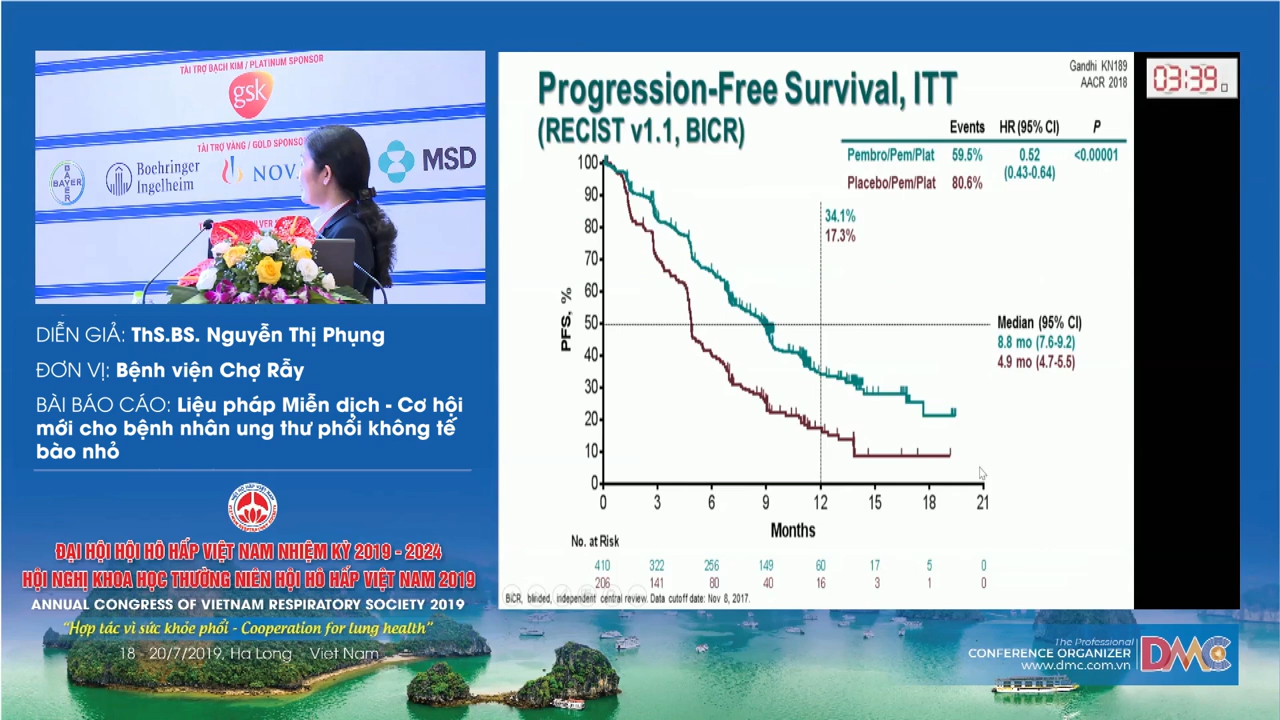 TÀI TRỢ BẠCH KIM / PLATINUM SPONSOR
gsk
TÀI TRỢ VÀNG / GOLD SPONSOR
BAYER
BAYER
Boehringer
Ingelheim
NOV
MSD
DIỄN GIẢ: ThS.BS. Nguyễn Thị Phụng
ĐƠN VỊ: Bệnh viện Chợ Rẫy
BÀI BÁO CÁO: Liệu pháp Miễn dịch - Cơ hội
mới cho bệnh nhân ung thư phổi không tế
bào nhỏ
ĐẠI HỘI HỘI HÔ HẤP VIỆT NAM NHIỆM KỲ 2019 - 2024
HỘI NGHỊ KHOA HỌC THƯỜNG NIÊN HỘI HÔ HẤP VIỆT NAM 2019
ANNUAL CONGRESS OF VIETNAM RESPIRATORY SOCIETY 2019
“Hợp tác vì sức khỏe phổi - Cooperation for lung health”
18 - 20/7/2019, Ha Long Viet Nam
Progression-Free Survival, ITT
(RECIST v1.1, BICR)
Gandhi KN189
AACR 2018
03:39
Events HR (95% CI) P
Pembro/Pem/Plat 59.5% 0.52 <0.00001
(0.43-0.64)
Placebo/Pem/Plat 80.6%
34.1%
17.3%
Median (95% CI)
8.8 mo (7.6-9.2)
4.9 mo (4.7-5.5)
PFS, %
100
90
80
70
60
50
40
30
20
10
0
0 3 6 9 12 15 18 21
Months
No. at Risk
410 322 256 149 60 17 5 0
206 141 80 40 16 3 1 0
BICR, blinded, independent central review. Data cutoff date: Nov 8, 2017.
The Professional
CONFERENCE ORGANIZER
www.dmc.com.vn
DMC